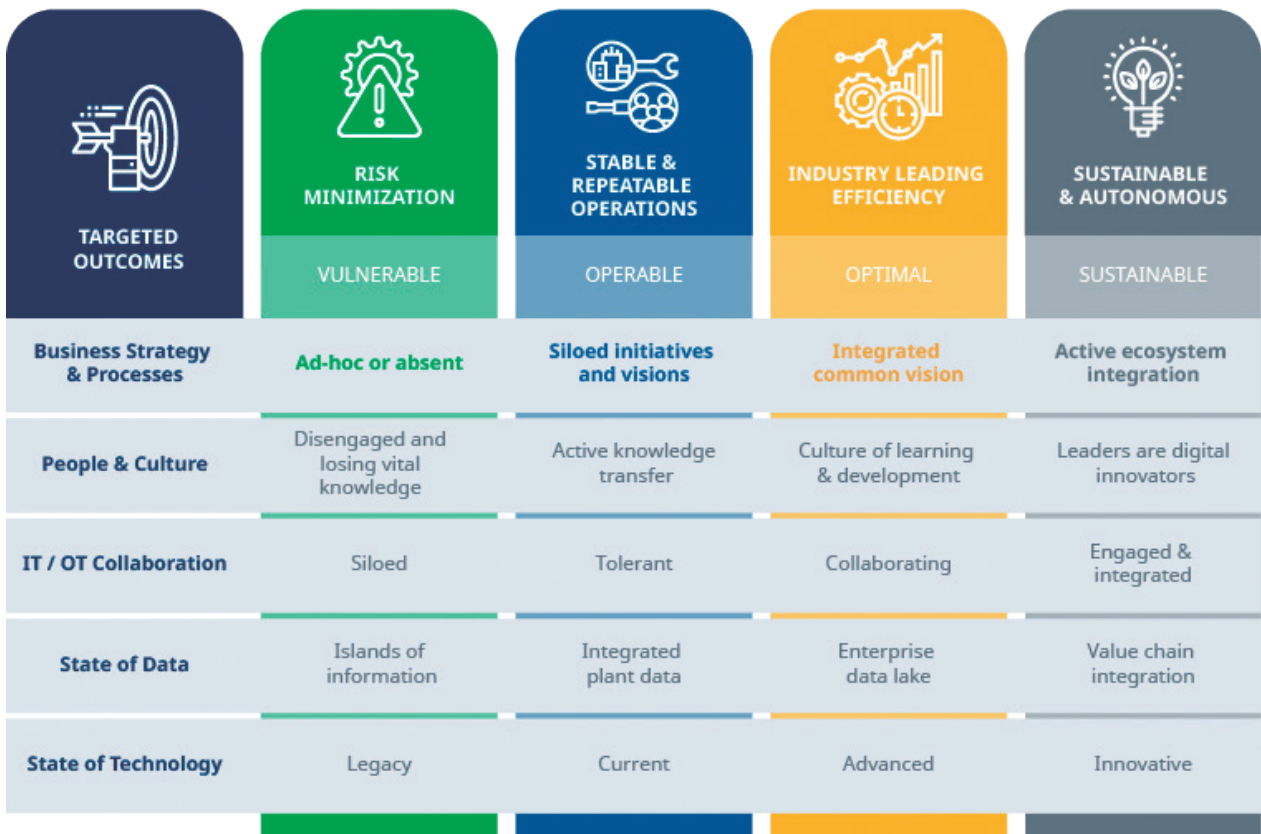 TARGETED
OUTCOMES
RISK
MINIMIZATION
STABLE &
REPEATABLE
OPERATIONS
INDUSTRY LEADING
EFFICIENCY
SUSTAINABLE
& AUTONOMOUS
VULNERABLE
OPERABLE
OPTIMAL
SUSTAINABLE
Business Strategy
& Processes
Ad-hoc or absent
Siloed initiatives
and visions
Integrated
common vision
Active ecosystem
integration
People & Culture
Disengaged and
losing vital
knowledge
Active knowledge
transfer
Culture of learning
& development
Leaders are digital
innovators
IT / OT Collaboration
Siloed
Tolerant
Collaborating
Engaged &
integrated
State of Data
Islands of
information
Integrated
plant data
Enterprise
data lake
Value chain
integration
State of Technology
Legacy
Current
Advanced
Innovative